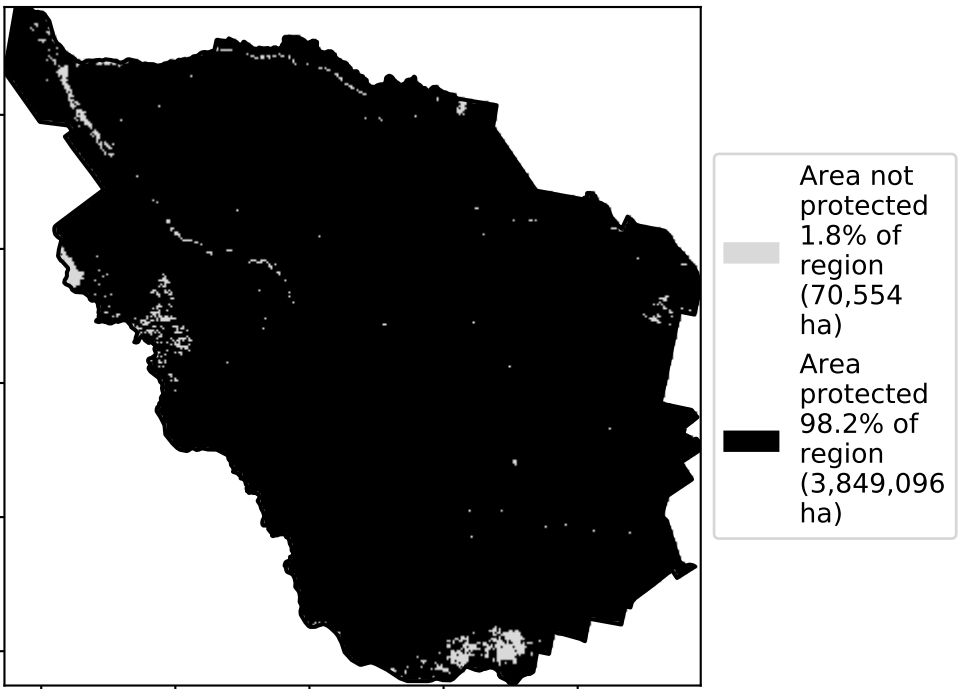 Area not
protected
1.8% of
region
(70,554
ha)
Area
protected
98.2% of
region
(3,849,096
ha)